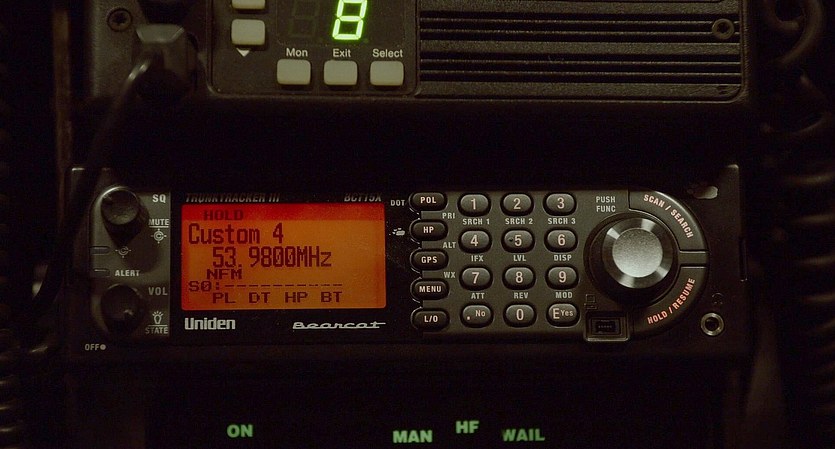 8
Mon Exit Select
SQ
MUTE
ALERT
VOL
STATE
OFF
TRUNKTRACKER III BCT15X
HOLD
Custom 4
53.9800MHz
NFM
S0:------------
PL DT HP BT
Uniden Bearcat
DOT POL
PRI
HP
ALT
GPS
WX
MENU
L/O
1 2 3
SRCH 1 SRCH 2 SRCH 3
4 5 6
IFX LVL DISP
7 8 9
ATT REV MOD
. No 0 E Yes
PUSH
FUNC
SCAN / SEARCH
HOLD / RESUME
ON MAN HF WAIL